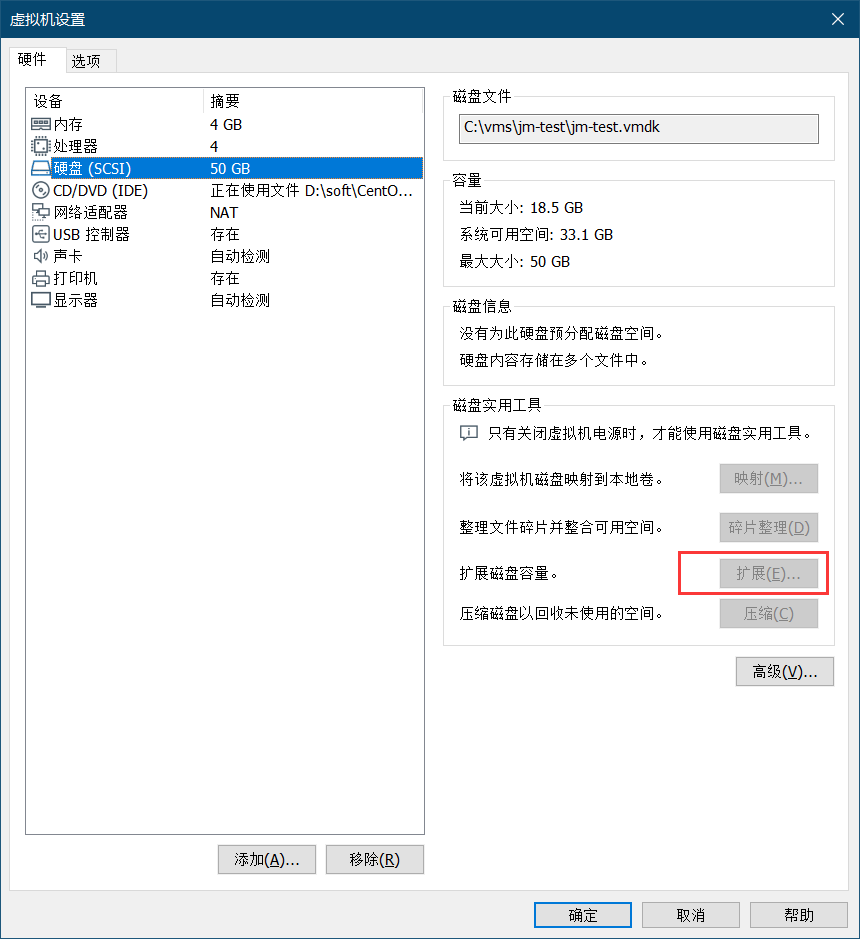 虚拟机设置
硬件 选项
设备 摘要
内存 4 GB
处理器 4
硬盘 (SCSI) 50 GB
CD/DVD (IDE) 正在使用文件 D:\soft\CentO...
网络适配器 NAT
USB 控制器 存在
声卡 自动检测
打印机 存在
显示器 自动检测
添加(A)... 移除(R)
磁盘文件
C:\vms\jm-test\jm-test.vmdk
容量
当前大小: 18.5 GB
系统可用空间: 33.1 GB
最大大小: 50 GB
磁盘信息
没有为此硬盘预分配磁盘空间。
硬盘内容存储在多个文件中。
磁盘实用工具
只有关闭虚拟机电源时，才能使用磁盘实用工具。
将该虚拟机磁盘映射到本地卷。 映射(M)...
整理文件碎片并整合可用空间。 碎片整理(D)
扩展磁盘容量。 扩展(E)...
压缩磁盘以回收未使用的空间。 压缩(C)
高级(V)...
确定 取消 帮助